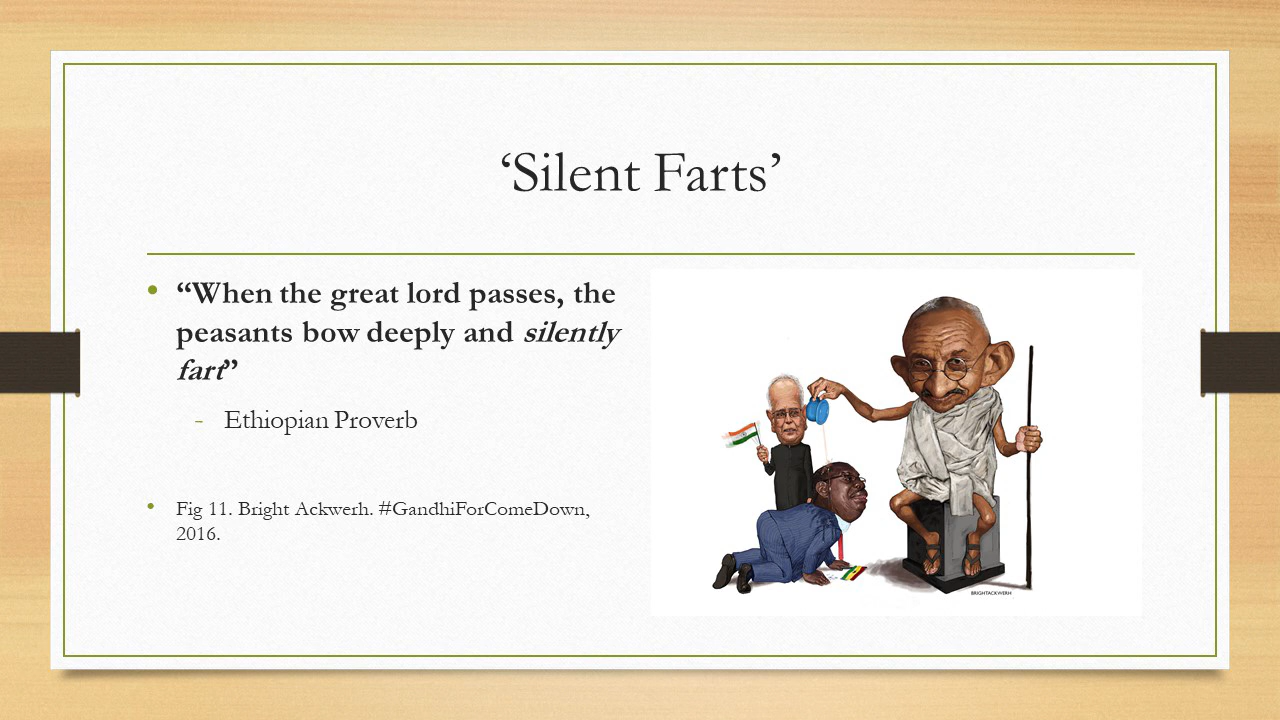 ‘Silent Farts’
• “When the great lord passes, the
peasants bow deeply and silently
fart”
- Ethiopian Proverb
• Fig 11. Bright Ackwerh. #GandhiForComeDown,
2016.
BRIGHTACKWERH